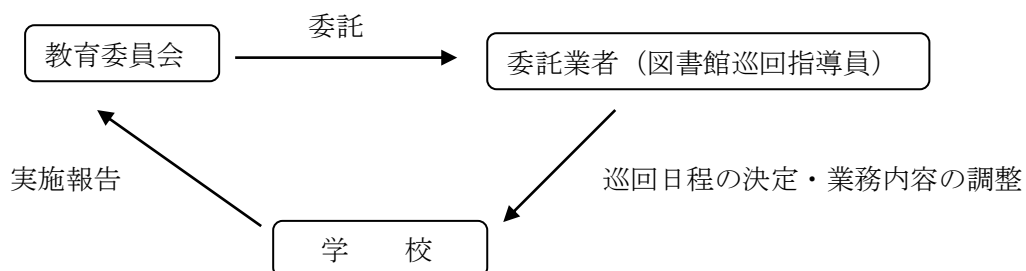 委託
教育委員会
委託業者（図書館巡回指導員）
実施報告
巡回日程の決定・業務内容の調整
学　　校